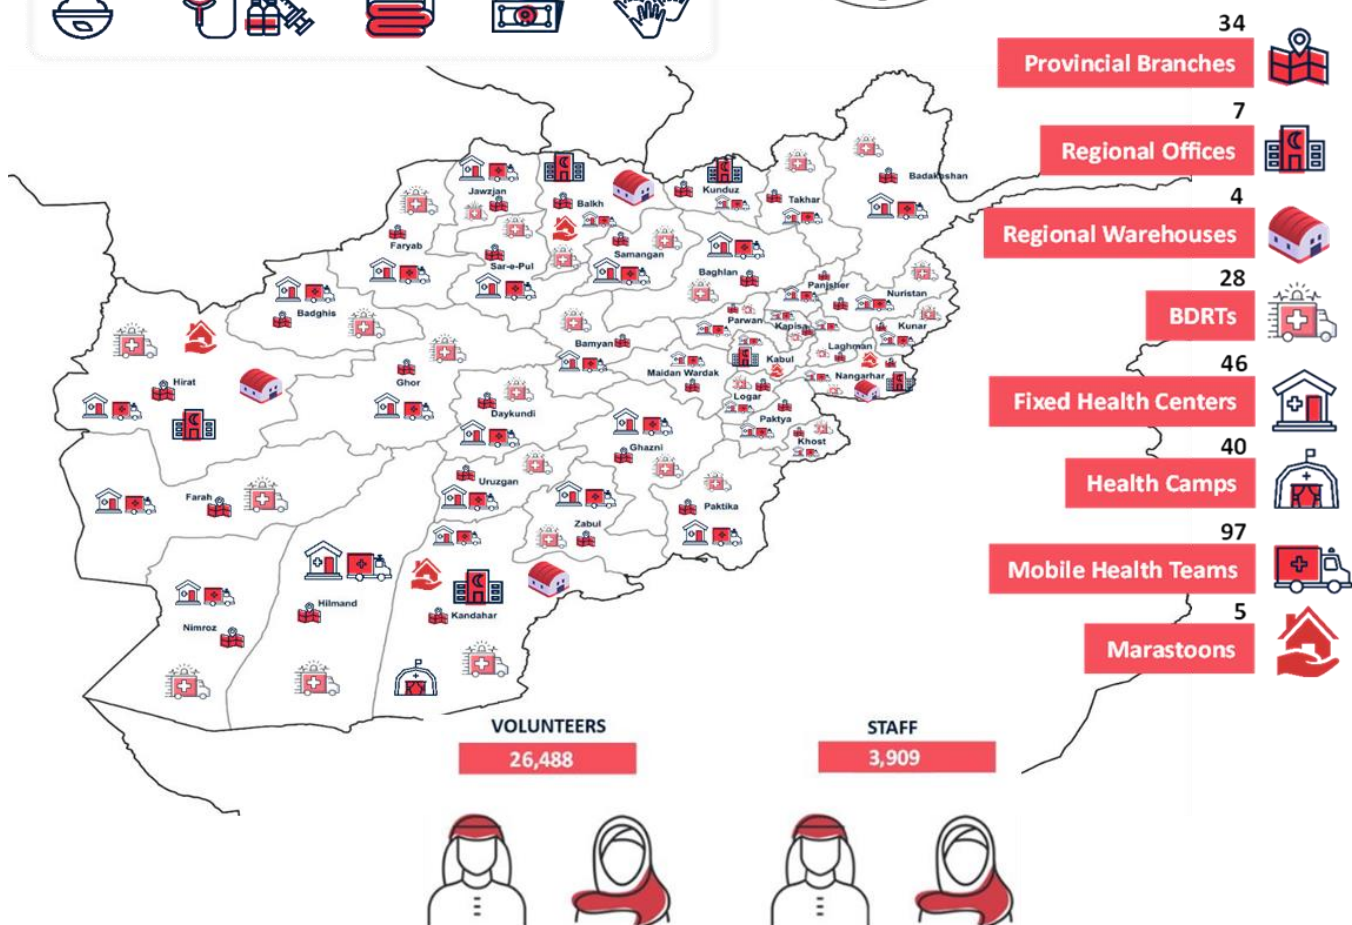 34
Provincial Branches
7
Regional Offices
4
Regional Warehouses
28
BDRTs
46
Fixed Health Centers
40
Health Camps
97
Mobile Health Teams
5
Marastoons
Badakhshan
Jawzjan
Balkh
Kunduz
Takhar
Faryab
Sar-e-Pul
Samangan
Baghlan
Panjsher
Nuristan
Badghis
Parwan
Kapisa
Kunar
Bamyan
Laghman
Kabul
Maidan Wardak
Nangarhar
Hirat
Ghor
Logar
Daykundi
Paktya
Khost
Ghazni
Uruzgan
Farah
Paktika
Zabul
Hilmand
Kandahar
Nimroz
VOLUNTEERS
26,488
STAFF
3,909